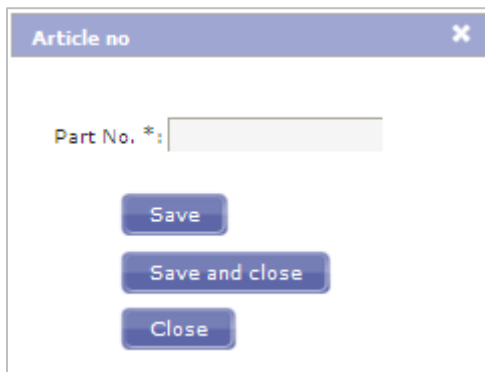 Article no
Part No. *:
Save
Save and close
Close